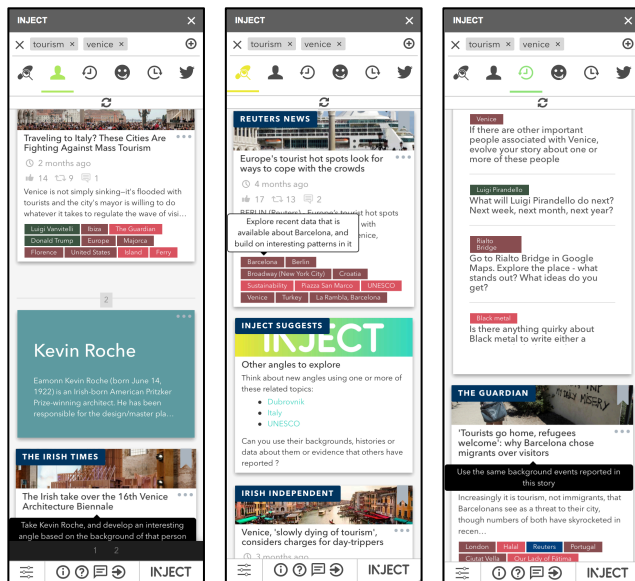 INJECT ×
× tourism × venice ×
Traveling to Italy? These Cities Are
Fighting Against Mass Tourism
2 months ago
14 9 1
Venice is not simply sinking—it's flooded with
tourists and the city's mayor is willing to do
whatever it takes to regulate the wave of visi...
Luigi Vanvitelli Ibiza The Guardian
Donald Trump Europe Majorca
Florence United States Island Ferry
2
Kevin Roche
Eamonn Kevin Roche (born June 14,
1922) is an Irish-born American Pritzker
Prize-winning architect. He has been
responsible for the design/master pla...
THE IRISH TIMES
The Irish take over the 16th Venice
Architecture Biennale
Take Kevin Roche, and develop an interesting
angle based on the background of that person
1 2
INJECT
INJECT ×
× tourism × venice ×
REUTERS NEWS
Europe's tourist hot spots look for
ways to cope with the crowds
4 months ago
17 13 2
BERLIN (Reuters) - Europe's tourist hot spots
with
enice,
Explore recent data that is
available about Barcelona, and
build on interesting patterns in it
Barcelona Berlin
Broadway (New York City) Croatia
Sustainability Piazza San Marco UNESCO
Venice Turkey La Rambla, Barcelona
INJECT SUGGESTS
INJECT
Other angles to explore
Think about new angles using one or more of
these related topics:
• Dubrovnik
• Italy
• UNESCO
Can you use their backgrounds, histories or
data about them or evidence that others have
reported ?
IRISH INDEPENDENT
Venice, 'slowly dying of tourism',
considers charges for day-trippers
3 months ago
INJECT
INJECT ×
× tourism × venice ×
Venice
If there are other important
people associated with Venice,
evolve your story about one or
more of these people
Luigi Pirandello
What will Luigi Pirandello do next?
Next week, next month, next year?
Rialto
Bridge
Go to Rialto Bridge in Google
Maps. Explore the place - what
stands out? What ideas do you
get?
Black metal
Is there anything quirky about
Black metal to write either a
THE GUARDIAN
MISERY
'Tourists go home, refugees
welcome': why Barcelona chose
migrants over visitors
Use the same background events reported in
this story
Increasingly it is tourism, not immigrants, that
Barcelonans see as a threat to their city,
though numbers of both have skyrocketed in
recen...
London Halal Reuters Portugal
Ciutat Vella Our Lady of Fátima
INJECT